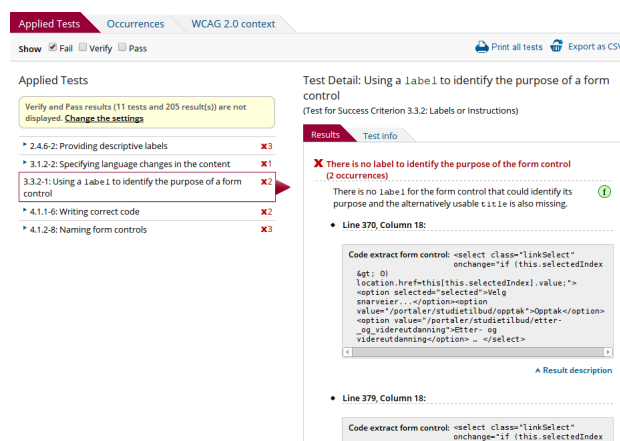 Applied Tests Occurrences WCAG 2.0 context
Show Fail Verify Pass Print all tests Export as CSV
Applied Tests
Verify and Pass results (11 tests and 205 result(s)) are not
displayed. Change the settings
2.4.6-2: Providing descriptive labels x3
3.1.2-2: Specifying language changes in the content x1
3.3.2-1: Using a label to identify the purpose of a form x2
control
4.1.1-6: Writing correct code x2
4.1.2-8: Naming form controls x3
Test Detail: Using a label to identify the purpose of a form
control
(Test for Success Criterion 3.3.2: Labels or Instructions)
Results Test info
X There is no label to identify the purpose of the form control
(2 occurrences)
There is no label for the form control that could identify its
purpose and the alternatively usable title is also missing.
f
• Line 370, Column 18:
Code extract form control: <select class="linkSelect"
onchange="if (this.selectedIndex
&gt; 0)
location.href=this[this.selectedIndex].value;">
<option selected="selected">Velg
snarveier...</option><option
value="/portaler/studietilbud/opptak">Opptak</option>
<option value="/portaler/studietilbud/etter-
_og_videreutdanning">Etter- og
videreutdanning</option> … </select>
Result description
• Line 379, Column 18:
Code extract form control: <select class="linkSelect"
onchange="if (this.selectedIndex